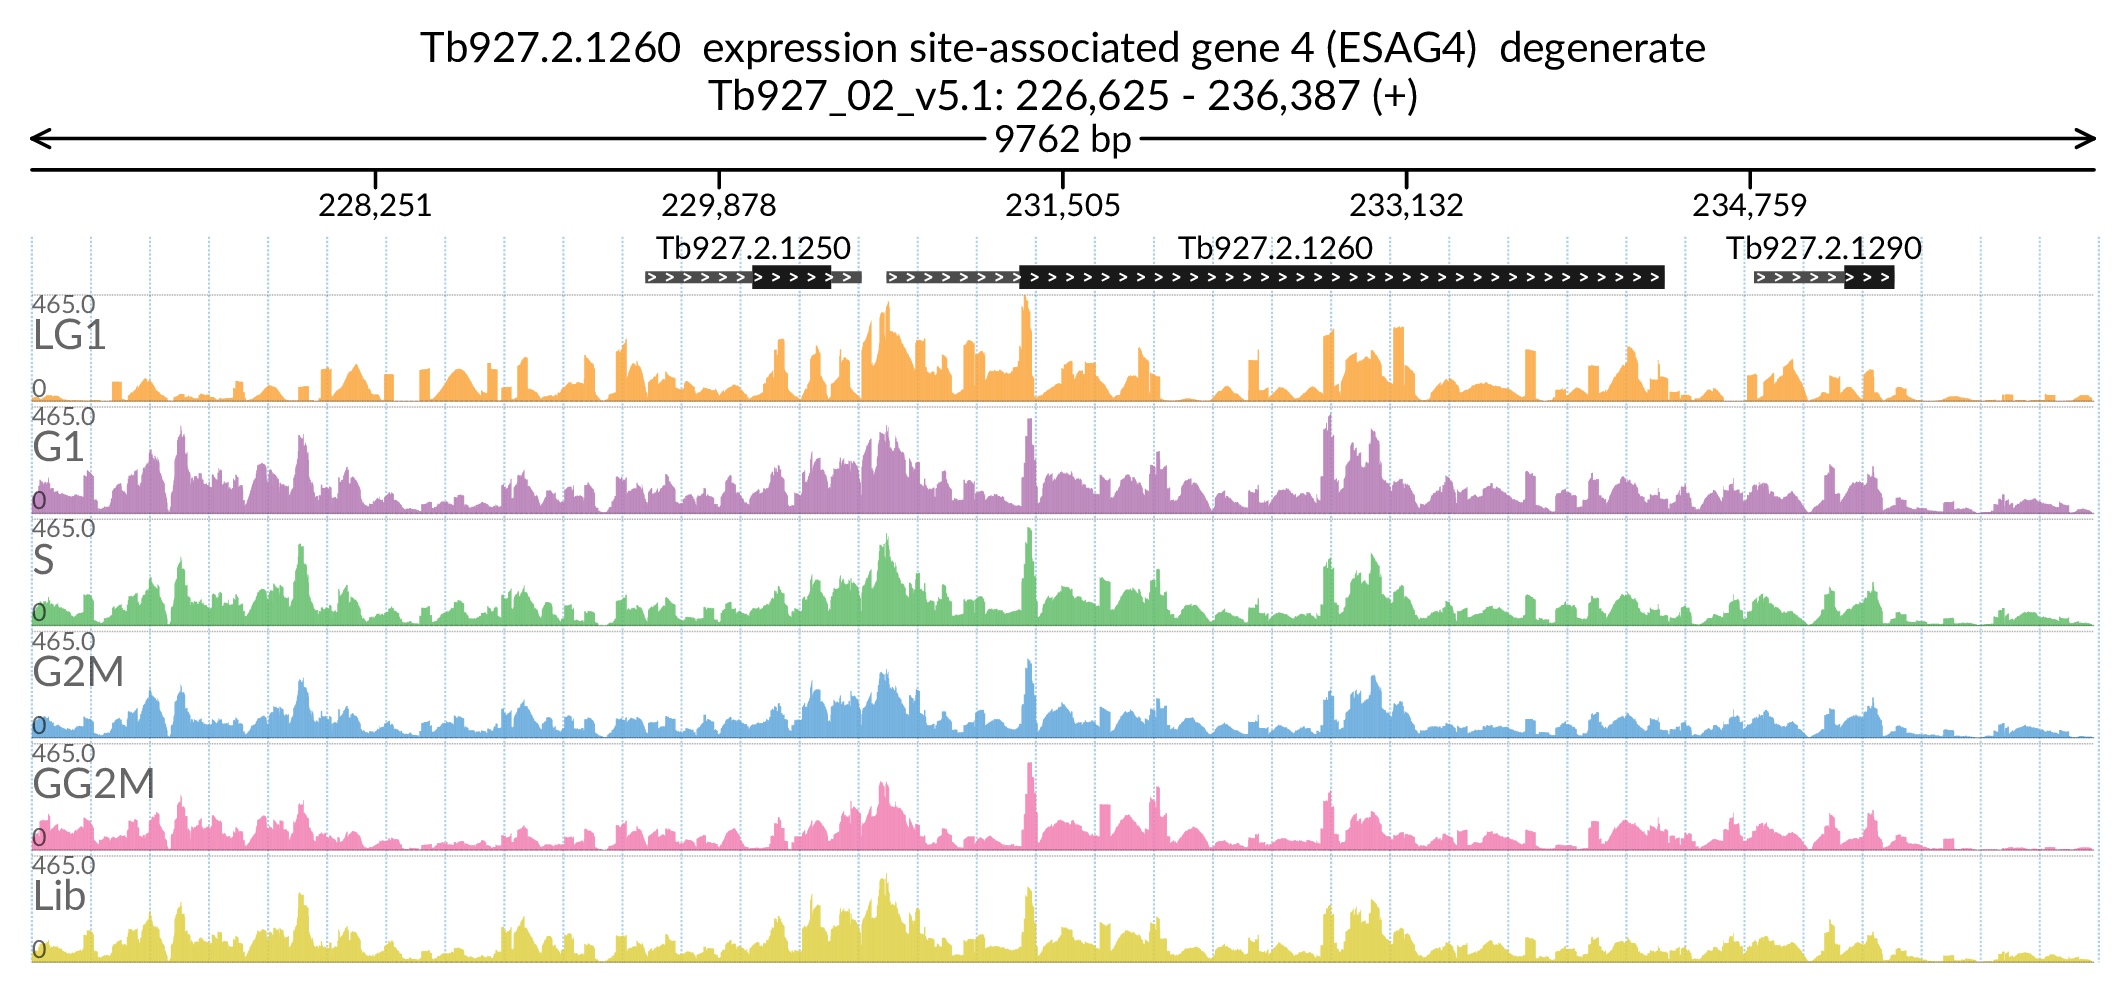 Tb927.2.1260  expression site-associated gene 4 (ESAG4)  degenerate
Tb927_02_v5.1: 226,625 - 236,387 (+)
9762 bp
228,251 229,878 231,505 233,132 234,759
Tb927.2.1250 Tb927.2.1260 Tb927.2.1290
465.0
LG1
0
465.0
G1
0
465.0
S
0
465.0
G2M
0
465.0
GG2M
0
465.0
Lib
0